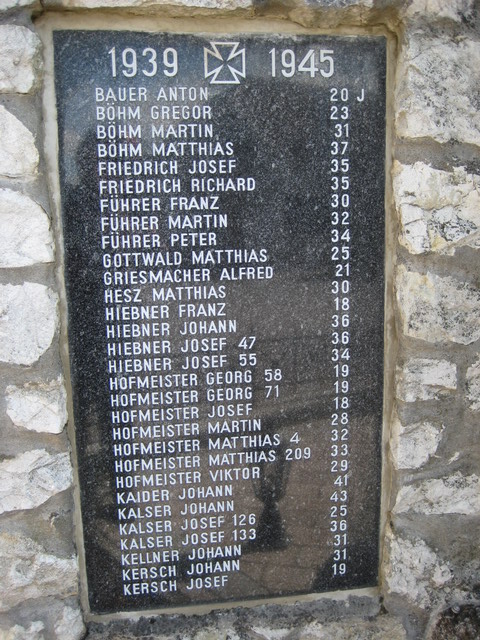 1939 1945
BAUER ANTON 20 J
BÖHM GREGOR 23
BÖHM MARTIN 31
BÖHM MATTHIAS 37
FRIEDRICH JOSEF 35
FRIEDRICH RICHARD 35
FÜHRER FRANZ 30
FÜHRER MARTIN 32
FÜHRER PETER 34
GOTTWALD MATTHIAS 25
GRIESMACHER ALFRED 21
HESZ MATTHIAS 30
HIEBNER FRANZ 18
HIEBNER JOHANN 36
HIEBNER JOSEF 47 36
HIEBNER JOSEF 55 34
HOFMEISTER GEORG 58 19
HOFMEISTER GEORG 71 19
HOFMEISTER JOSEF 18
HOFMEISTER MARTIN 28
HOFMEISTER MATTHIAS 4 32
HOFMEISTER MATTHIAS 209 33
HOFMEISTER VIKTOR 29
KAIDER JOHANN 41
KALSER JOHANN 43
KALSER JOSEF 126 25
KALSER JOSEF 133 36
KELLNER JOHANN 31
KERSCH JOHANN 31
KERSCH JOSEF 19